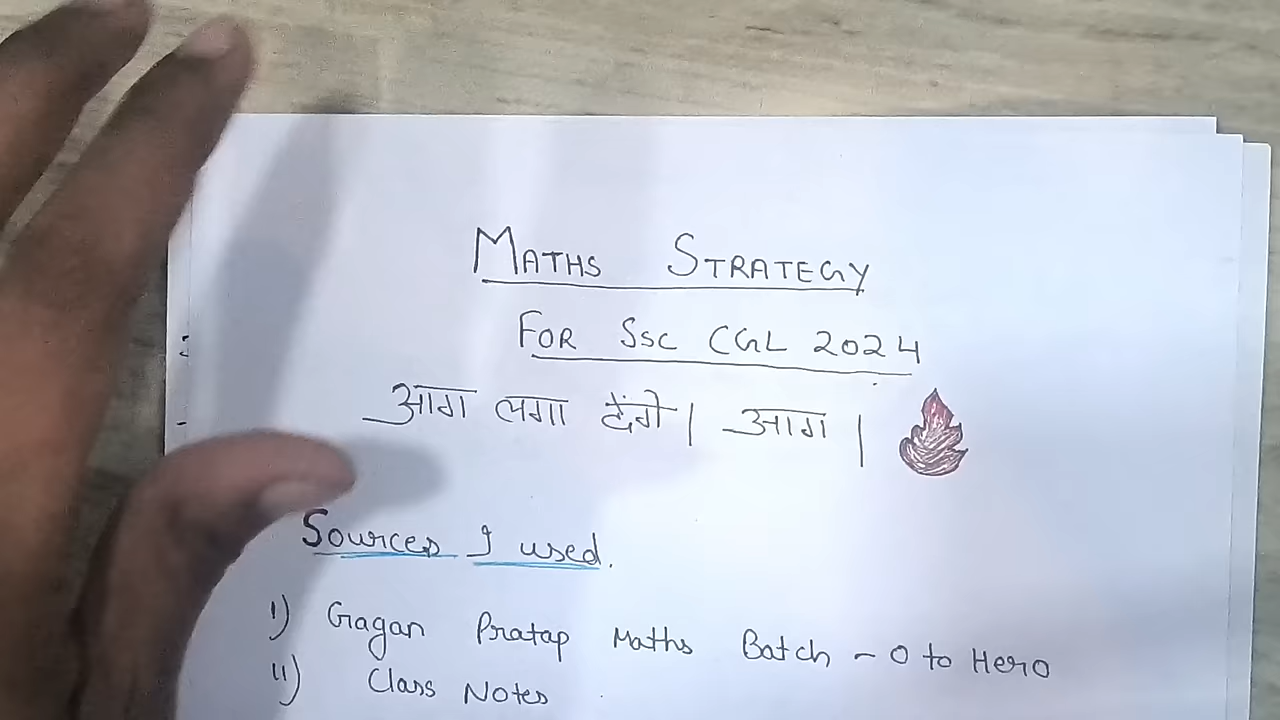 MATHS STRATEGY
FOR SSC CGL 2024
आग लगा देंगे। आग।
Sources I used.
i) Gagan Pratap Maths Batch - 0 to Hero
ii) Class Notes